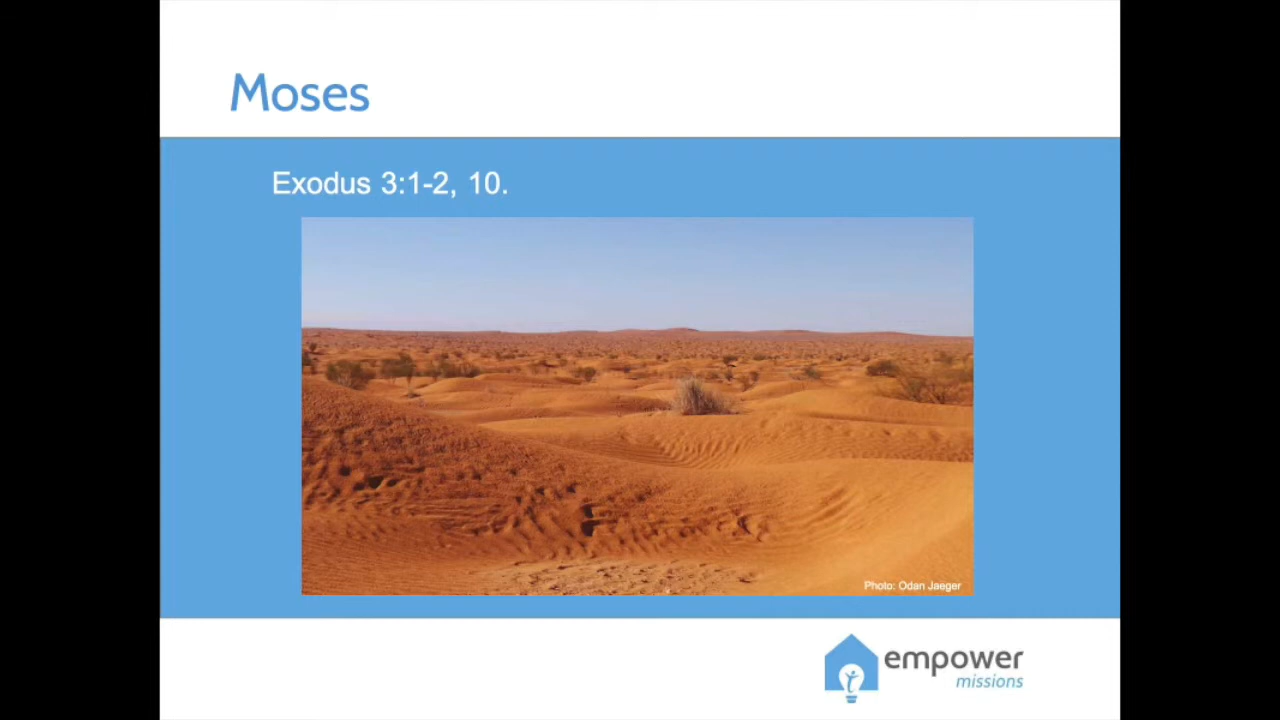 Moses
Exodus 3:1-2, 10.
Photo: Odan Jaeger
empower
missions